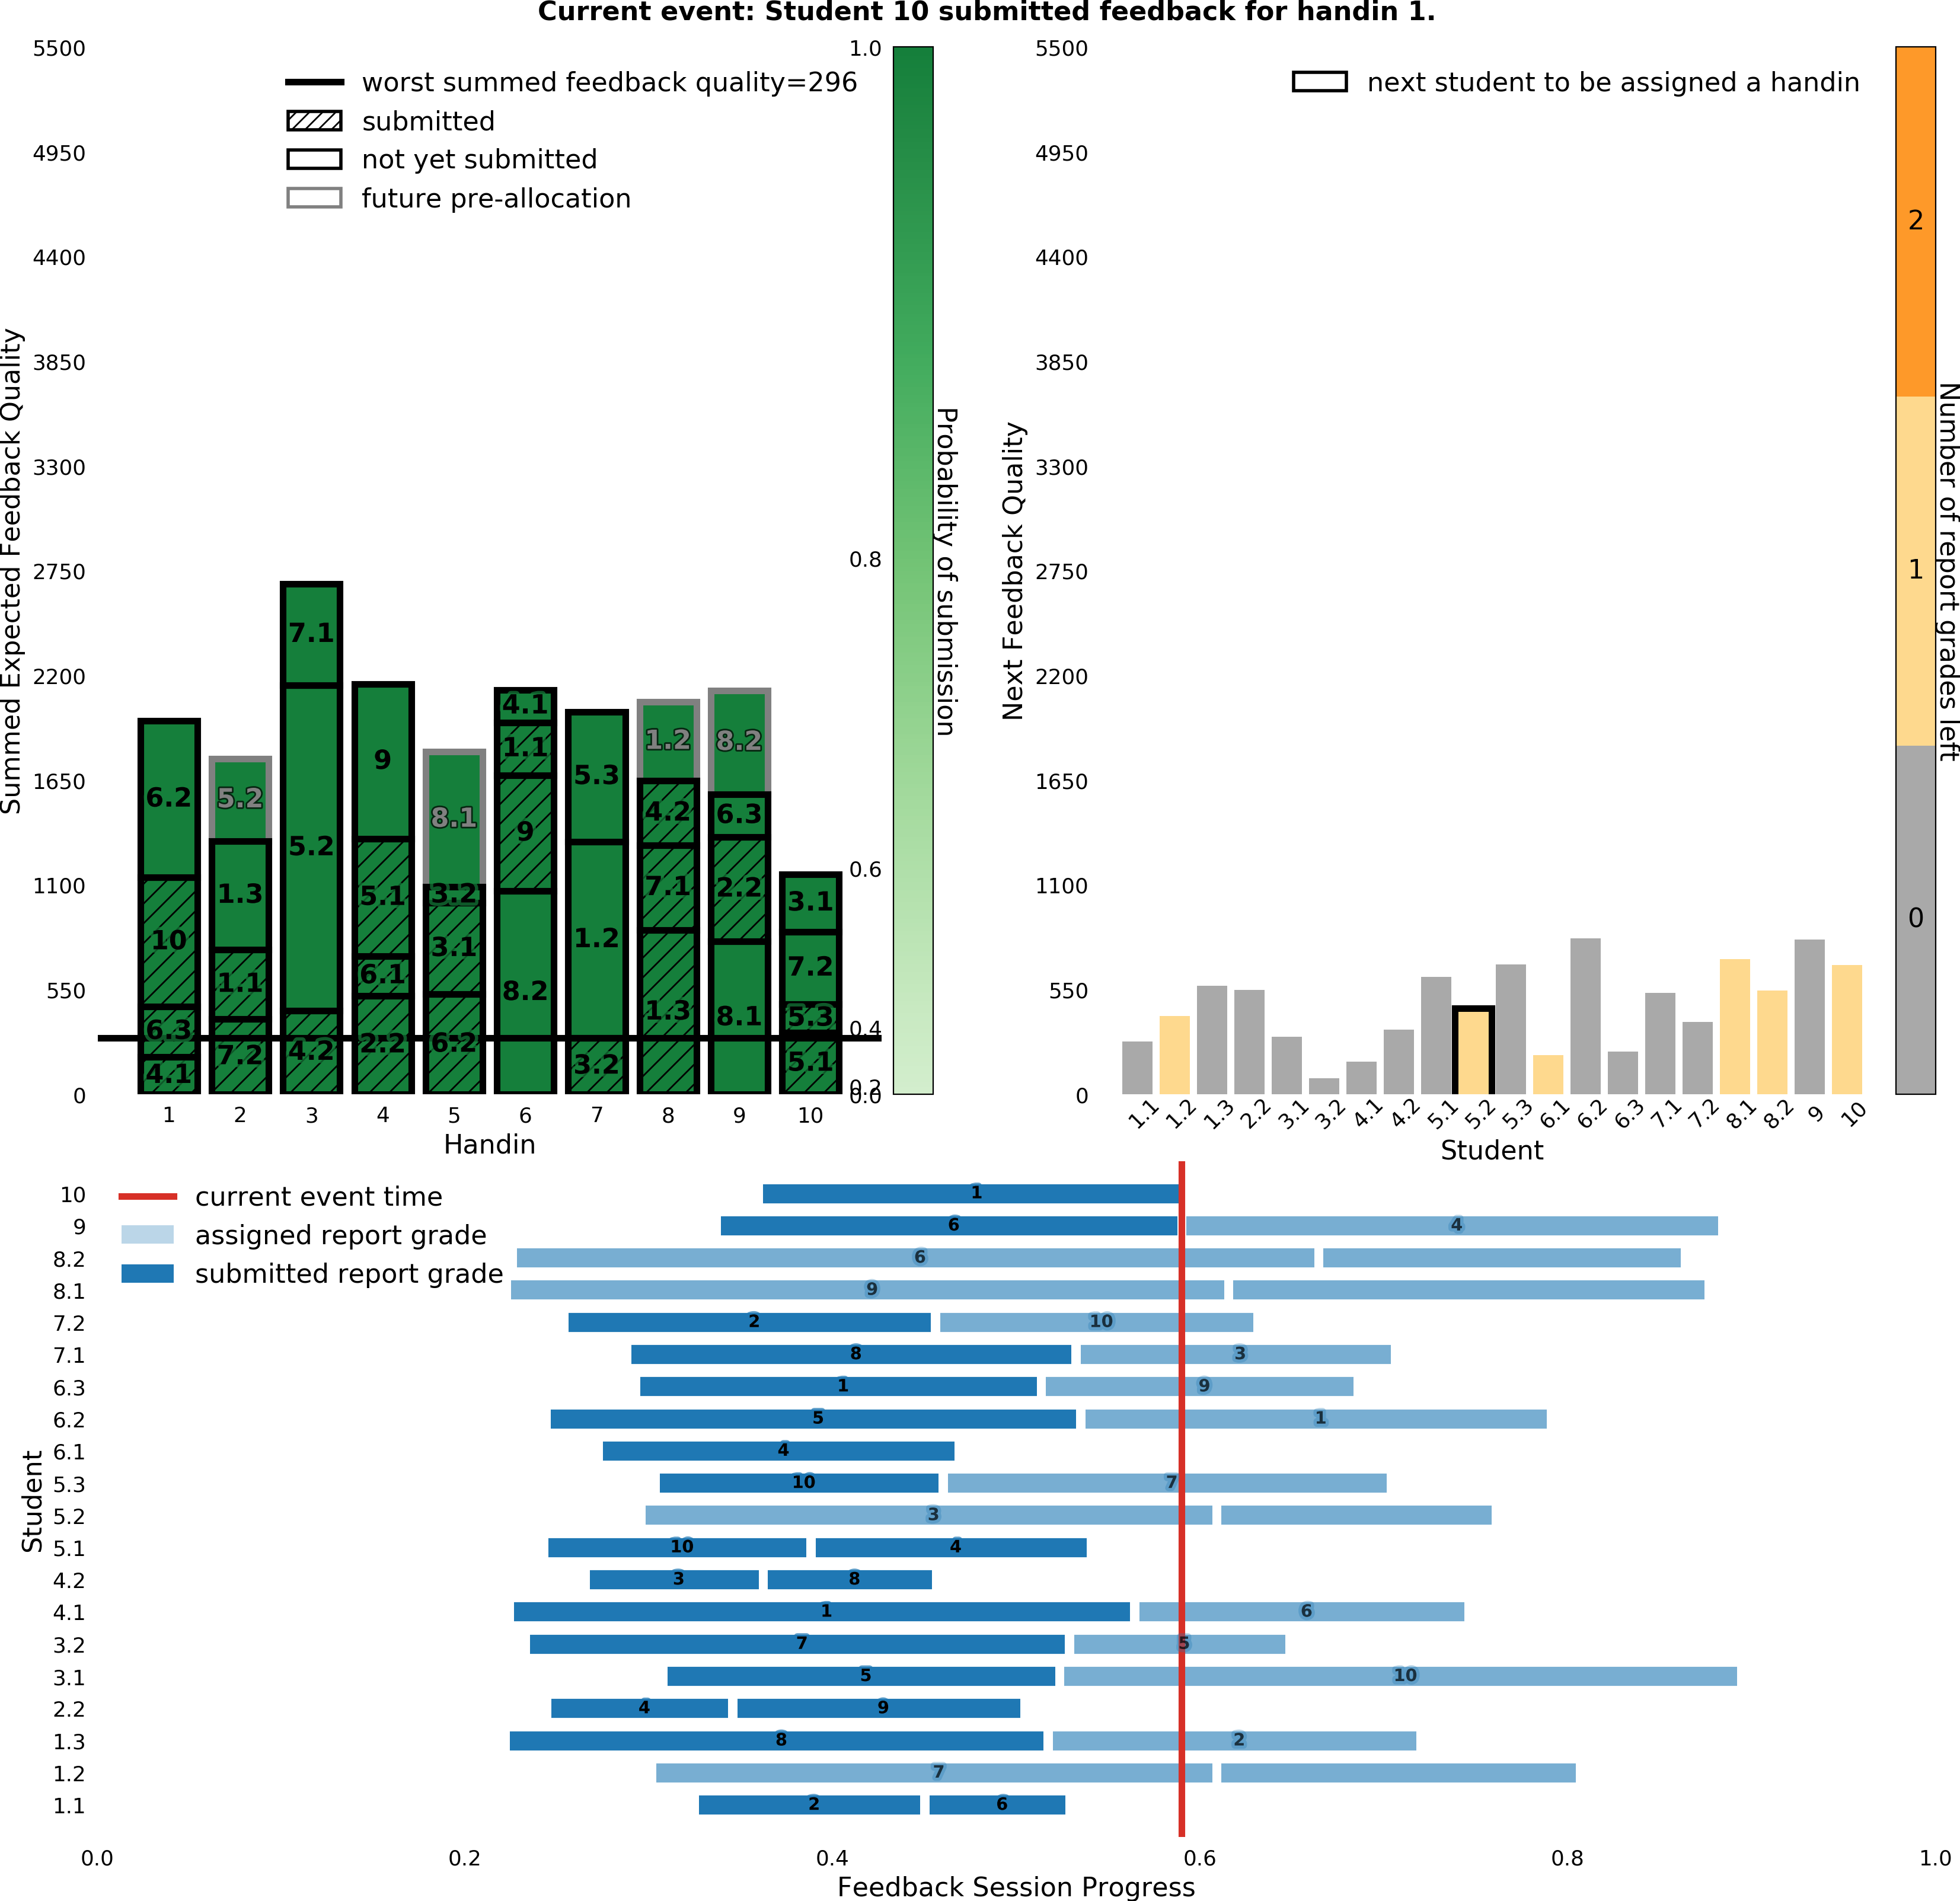 Current event: Student 10 submitted feedback for handin 1.
5500
4950
4400
3850
3300
2750
2200
1650
1100
550
0
Summed Expected Feedback Quality
worst summed feedback quality=296
submitted
not yet submitted
future pre-allocation
6.2
10
6.3
4.1
5.2
1.3
1.1
7.2
7.1
5.2
4.2
9
5.1
6.1
2.2
8.1
3.2
3.1
6.2
4.1
1.1
9
8.2
5.3
1.2
3.2
1.2
4.2
7.1
1.3
8.2
6.3
2.2
8.1
3.1
7.2
5.3
5.1
1 2 3 4 5 6 7 8 9 10
Handin
1.0
0.8
0.6
0.4
0.2
0.0
Probability of submission
5500
4950
4400
3850
3300
2750
2200
1650
1100
550
0
Next Feedback Quality
next student to be assigned a handin
1.1 1.2 1.3 2.2 3.1 3.2 4.1 4.2 5.1 5.2 5.3 6.1 6.2 6.3 7.1 7.2 8.1 8.2 9 10
Student
2
1
0
Number of report grades left
current event time
assigned report grade
submitted report grade
Student
10 1
9 6 4
8.2 6
8.1 9
7.2 2 10
7.1 8 3
6.3 1 9
6.2 5 1
6.1 4
5.3 10 7
5.2 3
5.1 10 4
4.2 3 8
4.1 1 6
3.2 7 5
3.1 5 10
2.2 4 9
1.3 8 2
1.2 7
1.1 2 6
0.0 0.2 0.4 0.6 0.8 1.0
Feedback Session Progress